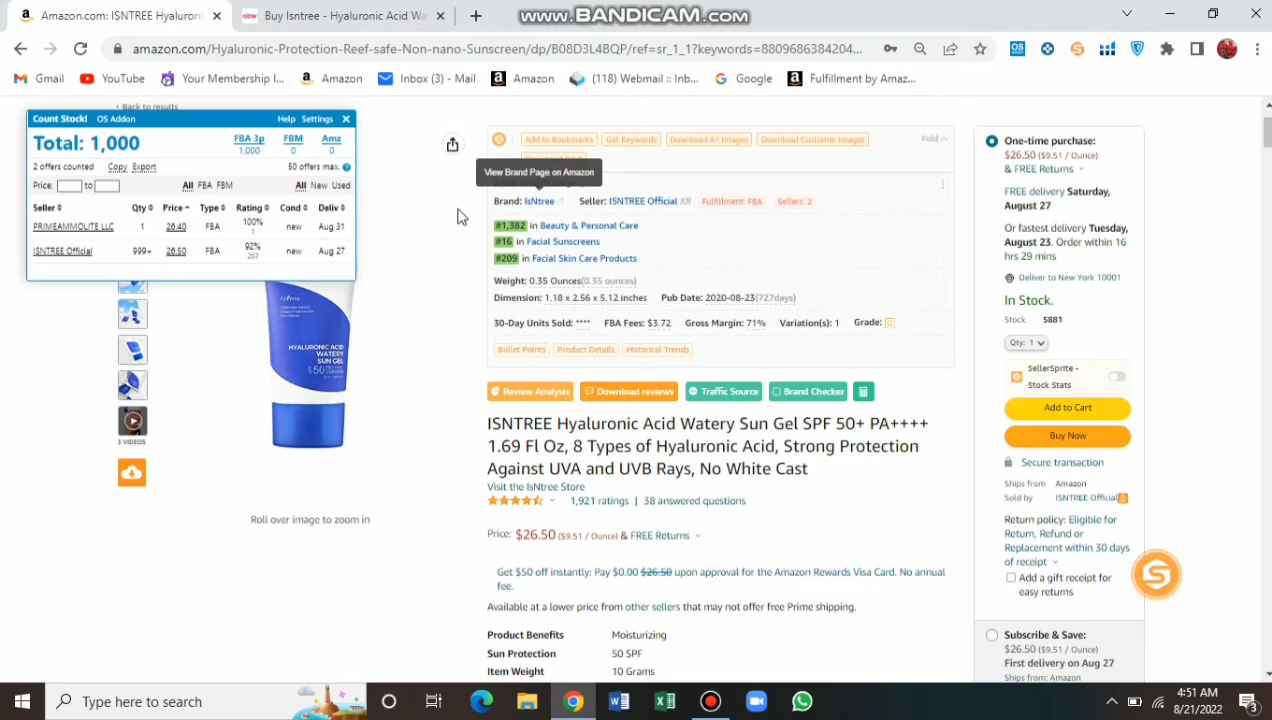 www.BANDICAM.com
Amazon.com: ISNTREE Hyaluron
Buy Isntree - Hyaluronic Acid Wa
amazon.com/Hyaluronic-Protection-Reef-safe-Non-nano-Sunscreen/dp/B08D3L4BQP/ref=sr_1_1?keywords=8809686384204...
Gmail YouTube Your Membership I... Amazon Inbox (3) - Mail Amazon (118) Webmail :: Inb... Google Fulfillment by Amaz...
Back to results
Count Stock! OS Addon Help Settings
Total: 1,000
FBA 3p FBM Amz
1,000 0 0
2 offers counted Copy Export 50 offers max.
Price: to All FBA FBM All New Used
Seller Qty Price Type Rating Cond Deliv
PRIMEAMMOLITE LLC 1 26.40 FBA 100% 1 new Aug 31
ISNTREE Official 999+ 26.50 FBA 92% 267 new Aug 27
HYALURONIC ACID
WATERY
SUN GEL
3 VIDEOS
Roll over image to zoom in
Add to Bookmarks Get Keywords Download A+ Images Download Customer Images Fold
View Brand Page on Amazon
Brand: IsNtree Seller: ISNTREE Official KR Fulfillment: FBA Sellers: 2
#1,382 in Beauty & Personal Care
#16 in Facial Sunscreens
#209 in Facial Skin Care Products
Weight: 0.35 Ounces(0.35 ounces)
Dimension: 1.18 x 2.56 x 5.12 inches Pub Date: 2020-08-23(727days)
30-Day Units Sold: **** FBA Fees: $3.72 Gross Margin: 71% Variation(s): 1 Grade: C
Bullet Points Product Details Historical Trends
Review Analysis Download reviews Traffic Source Brand Checker
ISNTREE Hyaluronic Acid Watery Sun Gel SPF 50+ PA++++
1.69 Fl Oz, 8 Types of Hyaluronic Acid, Strong Protection
Against UVA and UVB Rays, No White Cast
Visit the IsNtree Store
1,921 ratings | 38 answered questions
Price: $26.50 ($9.51 / Ounce) & FREE Returns
Get $50 off instantly: Pay $0.00 $26.50 upon approval for the Amazon Rewards Visa Card. No annual
fee.
Available at a lower price from other sellers that may not offer free Prime shipping.
Product Benefits Moisturizing
Sun Protection 50 SPF
Item Weight 10 Grams
One-time purchase:
$26.50 ($9.51 / Ounce)
& FREE Returns
FREE delivery Saturday,
August 27
Or fastest delivery Tuesday,
August 23. Order within 16
hrs 29 mins
Deliver to New York 10001
In Stock.
Stock 5881
Qty: 1
SellerSprite -
Stock Stats
Add to Cart
Buy Now
Secure transaction
Ships from Amazon
Sold by ISNTREE Official
Return policy: Eligible for
Return, Refund or
Replacement within 30 days
of receipt
Add a gift receipt for
easy returns
Subscribe & Save:
$26.50 ($9.51 / Ounce)
First delivery on Aug 27
Ships from: Amazon
Type here to search
4:51 AM
8/21/2022
3